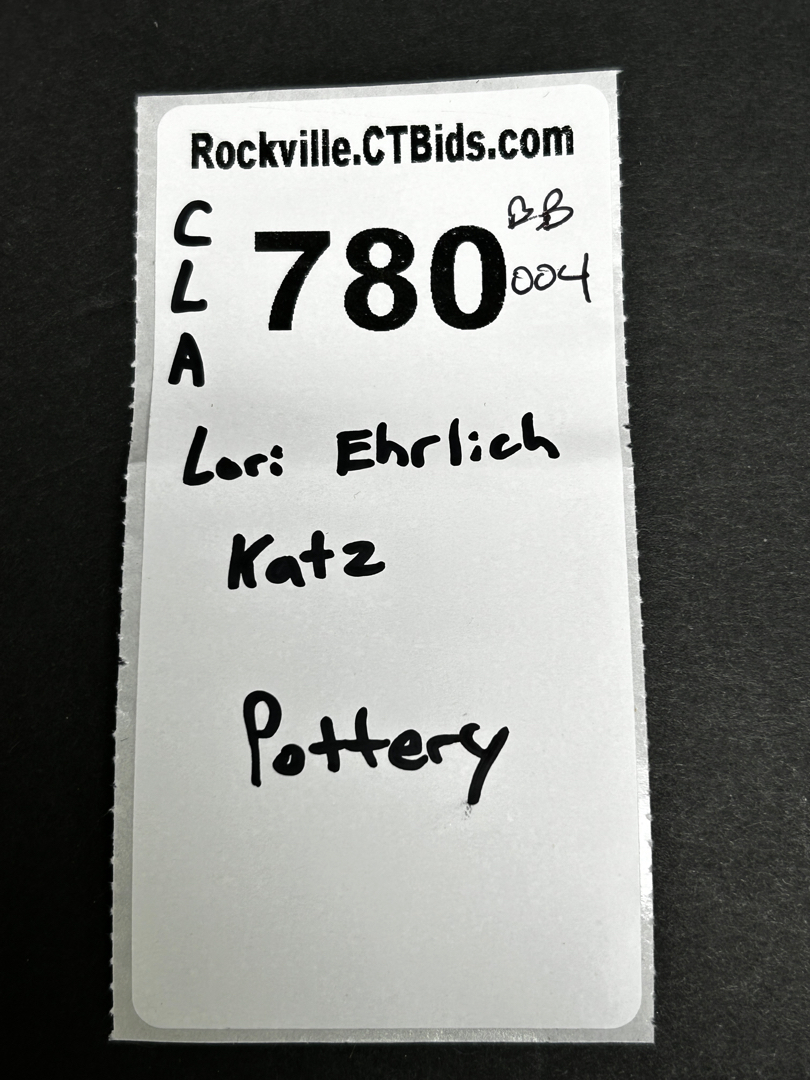 Rockville.CTBids.com
C
L
A
780
BB
004
Lori Ehrlich
Katz
Pottery